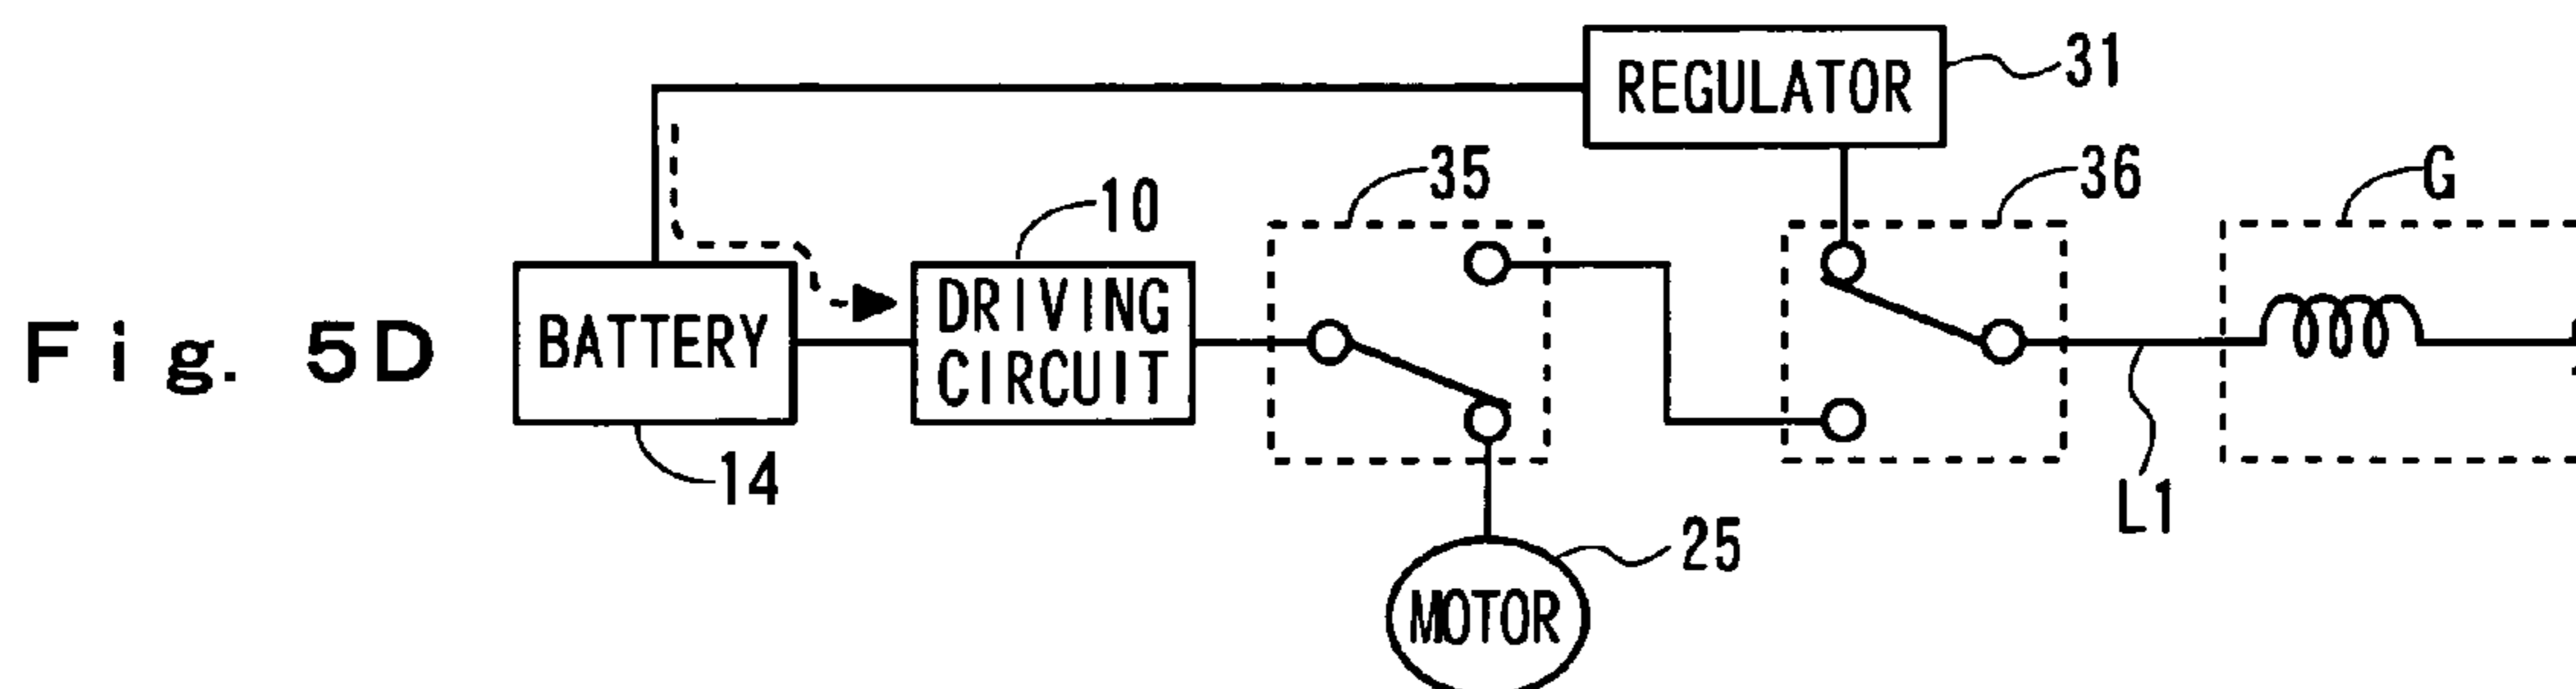 Fig. 5D
REGULATOR
31
35
36
G
10
BATTERY
DRIVING
CIRCUIT
14
L1
25
MOTOR